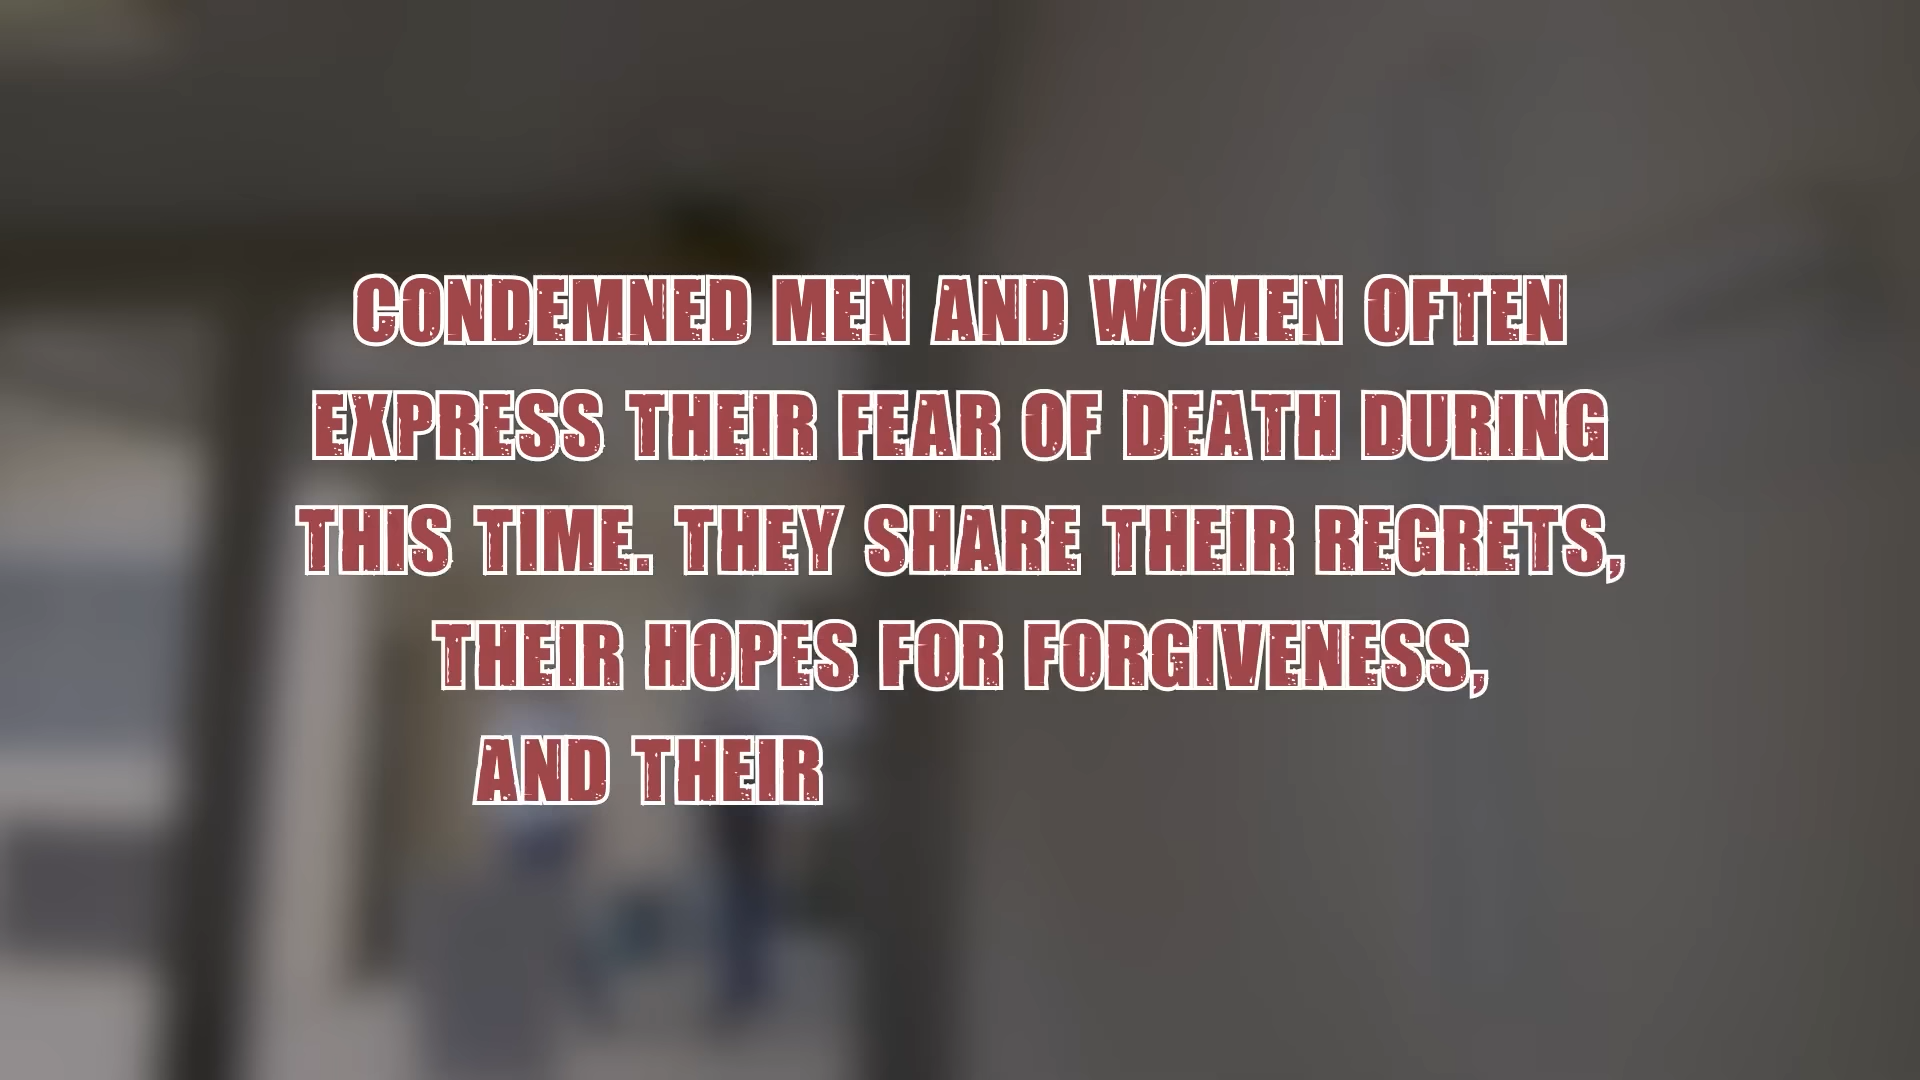 CONDEMNED MEN AND WOMEN OFTEN
EXPRESS THEIR FEAR OF DEATH DURING
THIS TIME. THEY SHARE THEIR REGRETS,
THEIR HOPES FOR FORGIVENESS,
AND THEIR